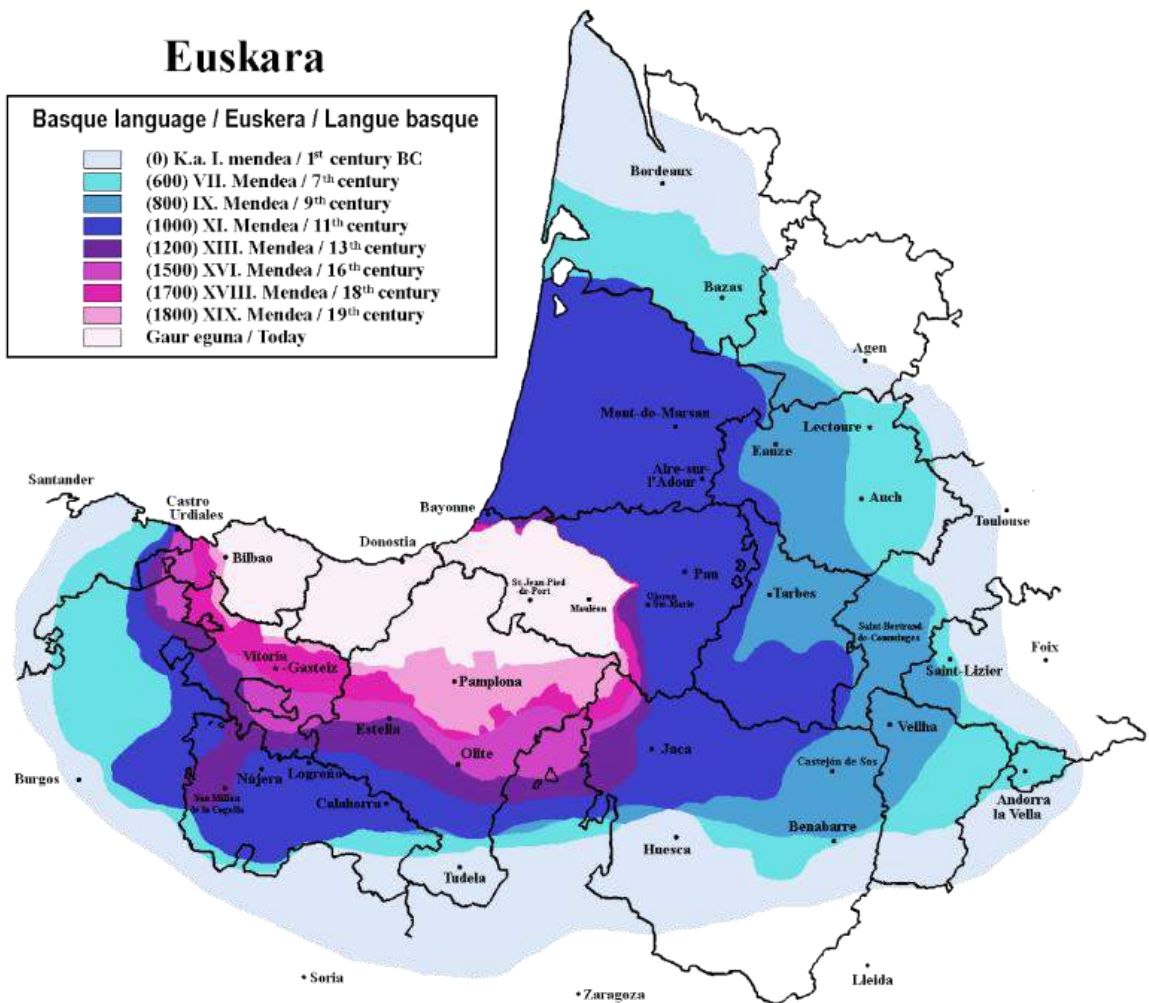 Euskara
Basque language / Euskera / Langue basque
(0) K.a. I. mendea / 1st century BC
(600) VII. Mendea / 7th century
(800) IX. Mendea / 9th century
(1000) XI. Mendea / 11th century
(1200) XIII. Mendea / 13th century
(1500) XVI. Mendea / 16th century
(1700) XVIII. Mendea / 18th century
(1800) XIX. Mendea / 19th century
Gaur eguna / Today
Bordeaux
Bazas
Agen
Mont-de-Marsan
Lectoure
Eauze
Aire-sur-
l'Adour
Auch
Santander
Castro
Urdiales
Bayonne
Toulouse
Donostia
Bilbao
St-Jean-Pied
de-Port
Mauléon
Pau
Oloron
Ste-Marie
Tarbes
Saint-Bertrand-
de-Comminges
Foix
Saint-Lizier
Vitoria
-Gasteiz
Pamplona
Estella
Veilha
Olite
Jaca
Castejón de Sos
Burgos
Nájera
Logroño
San Millán
de la Cogolla
Calahorra
Andorra
la Vella
Benabarre
Huesca
Tudela
Soria
Lleida
Zaragoza